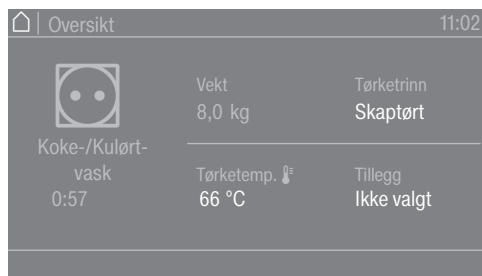 Oversikt
11:02
Koke-/Kulørt-
vask
0:57
Vekt
8,0 kg
Tørketrinn
Skaptørt
Tørketemp.
66 °C
Tillegg
Ikke valgt